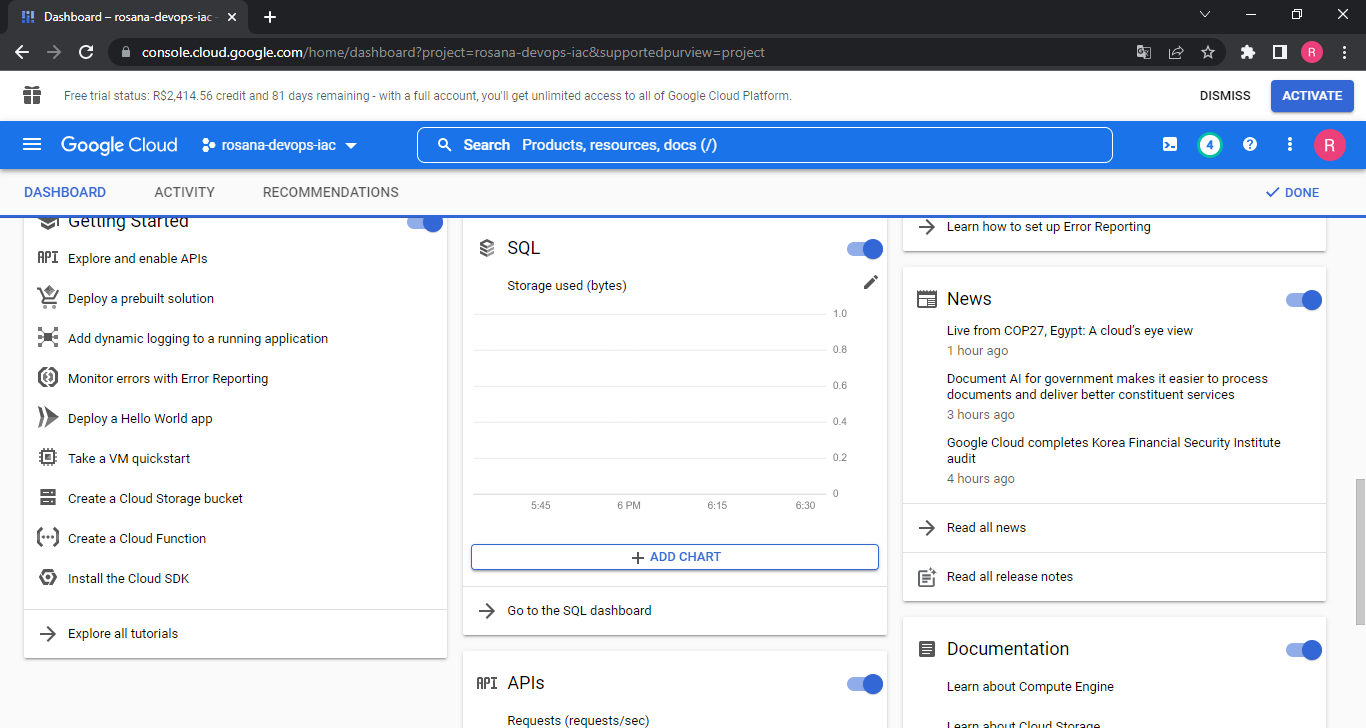 Dashboard – rosana-devops-iac
console.cloud.google.com/home/dashboard?project=rosana-devops-iac&supportedpurview=project
R
Free trial status: R$2,414.56 credit and 81 days remaining - with a full account, you'll get unlimited access to all of Google Cloud Platform.
DISMISS
ACTIVATE
Google Cloud
rosana-devops-iac
Search Products, resources, docs (/)
4
R
DASHBOARD
ACTIVITY
RECOMMENDATIONS
DONE
Getting Started
API Explore and enable APIs
Deploy a prebuilt solution
Add dynamic logging to a running application
Monitor errors with Error Reporting
Deploy a Hello World app
Take a VM quickstart
Create a Cloud Storage bucket
Create a Cloud Function
Install the Cloud SDK
Explore all tutorials
SQL
Storage used (bytes)
1.0
0.8
0.6
0.4
0.2
0
5:45
6 PM
6:15
6:30
ADD CHART
Go to the SQL dashboard
API APIs
Requests (requests/sec)
Learn how to set up Error Reporting
News
Live from COP27, Egypt: A cloud’s eye view
1 hour ago
Document AI for government makes it easier to process
documents and deliver better constituent services
3 hours ago
Google Cloud completes Korea Financial Security Institute
audit
4 hours ago
Read all news
Read all release notes
Documentation
Learn about Compute Engine
Learn about Cloud Storage